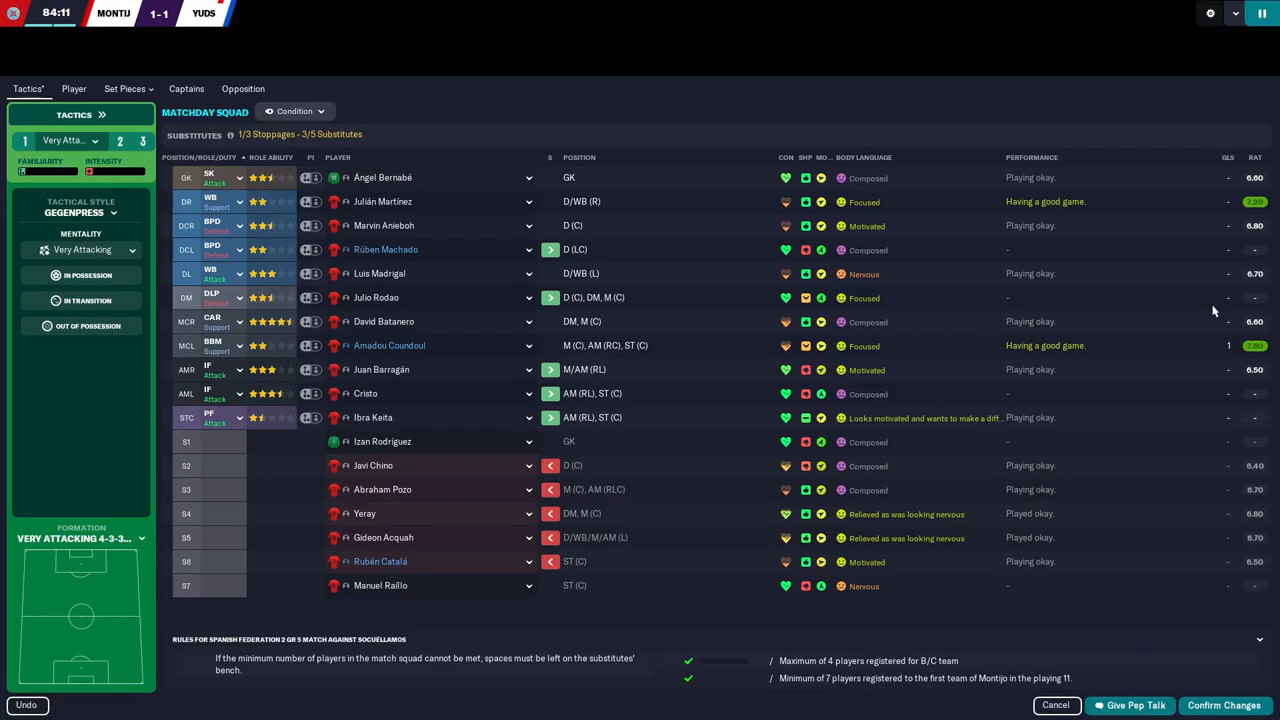 84:11 MONTIJ 1 - 1 YUDS
Tactics* Player Set Pieces Captains Opposition
TACTICS
1 Very Atta... 2 3
FAMILIARITY INTENSITY
TACTICAL STYLE
GEGENPRESS
MENTALITY
Very Attacking
IN POSSESSION
IN TRANSITION
OUT OF POSSESSION
FORMATION
VERY ATTACKING 4-3-3...
MATCHDAY SQUAD Condition
SUBSTITUTES 1/3 Stoppages - 3/5 Substitutes
POSITION/ROLE/DUTY ROLE ABILITY PI PLAYER S POSITION CON SHP MO... BODY LANGUAGE PERFORMANCE GLS RAT
GK SK Attack Ángel Bernabé GK Composed Playing okay. - 6.60
DR WB Support Julián Martínez D/WB (R) Focused Having a good game. - 7.20
DCR BPD Defend Marvin Anieboh D (C) Motivated Playing okay. - 6.80
DCL BPD Defend Rúben Machado D (LC) Composed - - -
DL WB Attack Luis Madrigal D/WB (L) Nervous Playing okay. - 6.70
DM DLP Defend Julio Rodao D (C), DM, M (C) Focused - - -
MCR CAR Support David Batanero DM, M (C) Composed Playing okay. - 6.60
MCL BBM Support Amadou Coundoul M (C), AM (RC), ST (C) Focused Having a good game. 1 7.60
AMR IF Attack Juan Barragán M/AM (RL) Motivated Playing okay. - 6.50
AML IF Attack Cristo AM (RL), ST (C) Composed - - -
STC PF Attack Ibra Keita AM (RL), ST (C) Looks motivated and wants to make a diff... Playing okay. - -
S1 Izan Rodríguez GK Composed - - -
S2 Javi Chino D (C) Composed Playing okay. - 6.40
S3 Abraham Pozo M (C), AM (RLC) Composed Playing okay. - 6.70
S4 Yeray DM, M (C) Relieved as was looking nervous Played okay. - 6.80
S5 Gideon Acquah D/WB/M/AM (L) Relieved as was looking nervous Played okay. - 6.70
S6 Rubén Catalá ST (C) Motivated Playing okay. - 6.50
S7 Manuel Raíllo ST (C) Nervous - - -
RULES FOR SPANISH FEDERATION 2 GR 5 MATCH AGAINST SOCUÉLLAMOS
If the minimum number of players in the match squad cannot be met, spaces must be left on the substitutes'
bench.
/ Maximum of 4 players registered for B/C team
/ Minimum of 7 players registered to the first team of Montijo in the playing 11.
Undo Cancel Give Pep Talk Confirm Changes